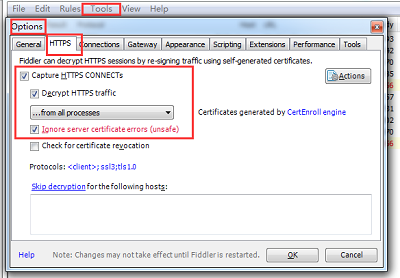 File Edit Rules Tools View Help
Options
General HTTPS Connections Gateway Appearance Scripting Extensions Performance Tools
Fiddler can decrypt HTTPS sessions by re-signing traffic using self-generated certificates.
Capture HTTPS CONNECTs
Actions
Decrypt HTTPS traffic
...from all processes
Certificates generated by CertEnroll engine
Ignore server certificate errors (unsafe)
Check for certificate revocation
Protocols: <client>; ssl3;tls1.0
Skip decryption for the following hosts:
Help Note: Changes may not take effect until Fiddler is restarted. OK Cancel